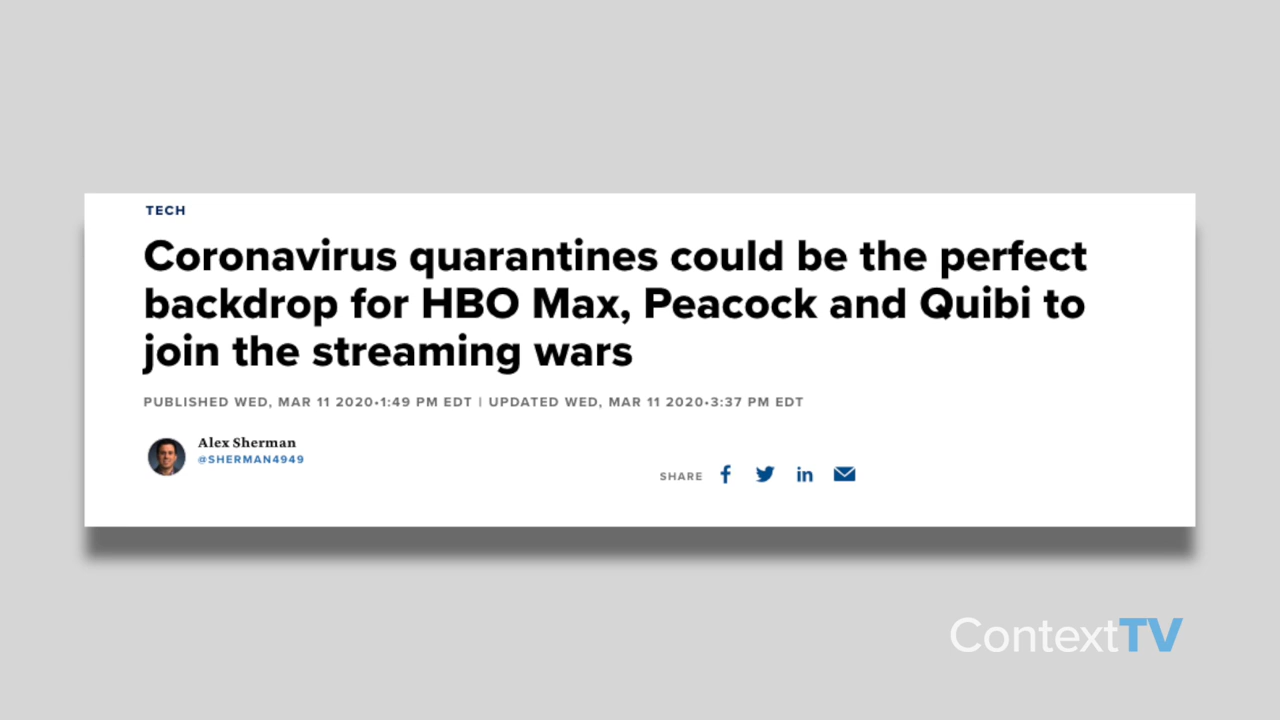 TECH
Coronavirus quarantines could be the perfect
backdrop for HBO Max, Peacock and Quibi to
join the streaming wars
PUBLISHED WED, MAR 11 2020•1:49 PM EDT | UPDATED WED, MAR 11 2020•3:37 PM EDT
Alex Sherman
@SHERMAN4949
SHARE
ContextTV